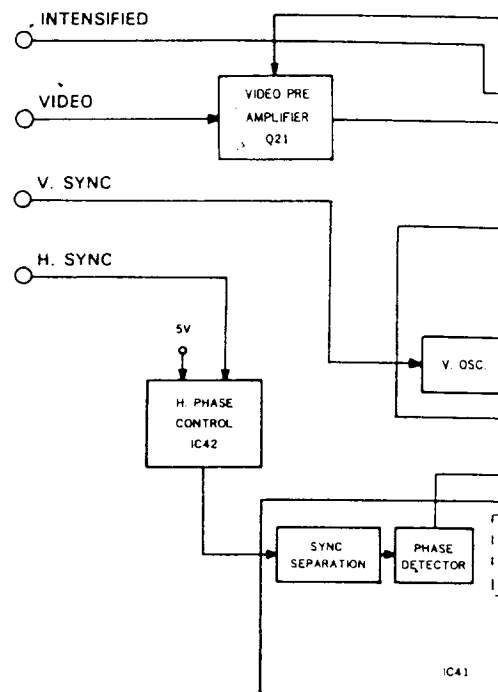 INTENSIFIED
VIDEO
VIDEO PRE
AMPLIFIER
Q21
V. SYNC
H. SYNC
5V
V. OSC.
H. PHASE
CONTROL
IC42
SYNC
SEPARATION
PHASE
DETECTOR
IC41